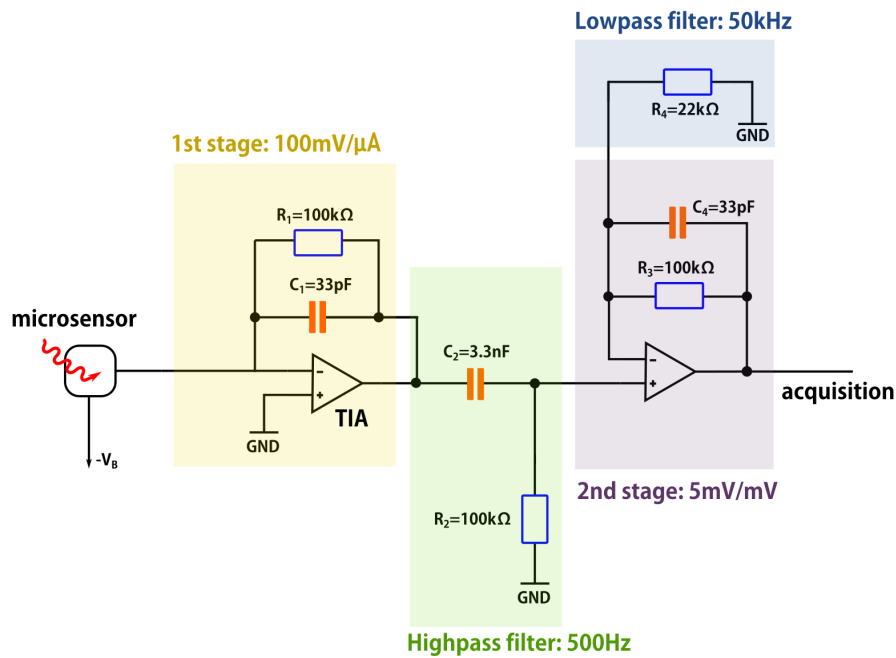 Lowpass filter: 50kHz
R4=22kΩ
GND
1st stage: 100mV/µA
R1=100kΩ
C1=33pF
C4=33pF
R3=100kΩ
microsensor
C2=3.3nF
-
+
TIA
GND
-
+
acquisition
-VB
2nd stage: 5mV/mV
R2=100kΩ
GND
Highpass filter: 500Hz